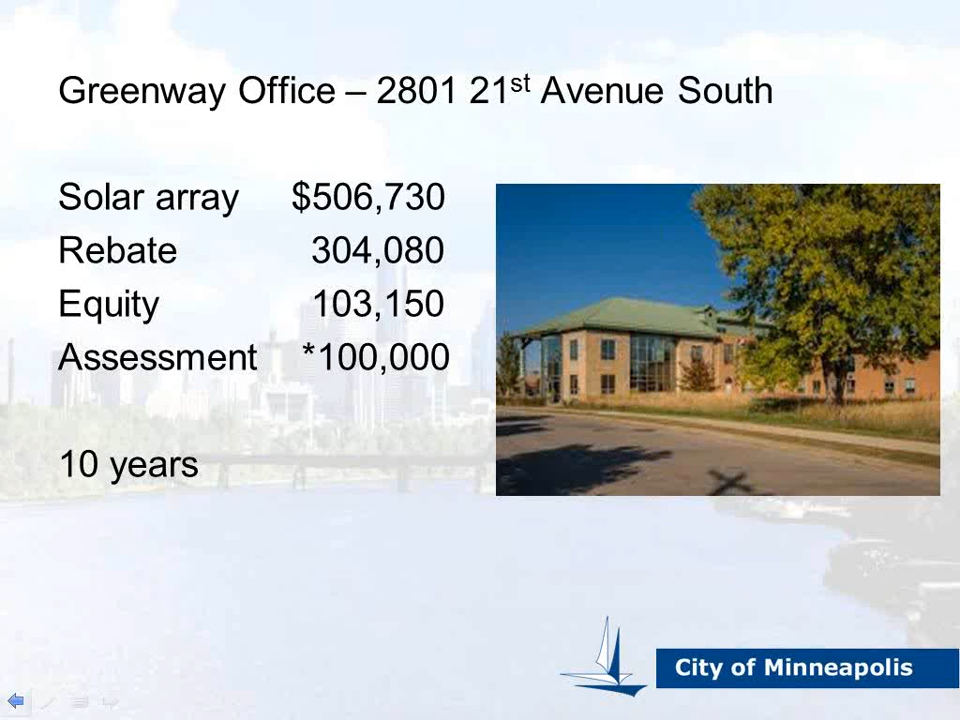 Greenway Office – 2801 21st Avenue South
Solar array $506,730
Rebate 304,080
Equity 103,150
Assessment *100,000
10 years
City of Minneapolis